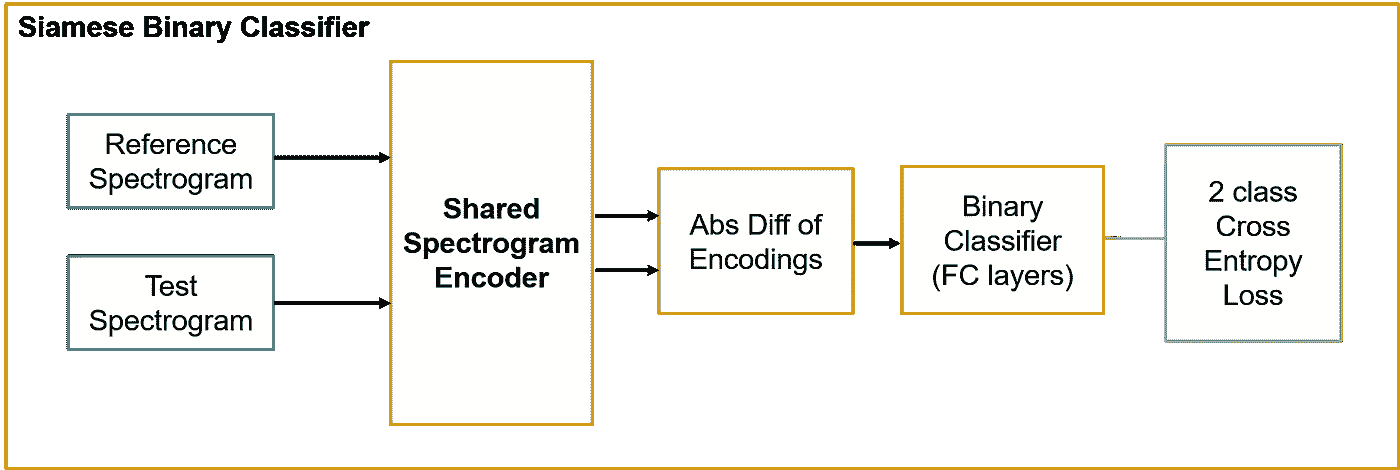 Siamese Binary Classifier
Reference
Spectrogram
Test
Spectrogram
Shared
Spectrogram
Encoder
Abs Diff of
Encodings
Binary
Classifier
(FC layers)
2 class
Cross
Entropy
Loss